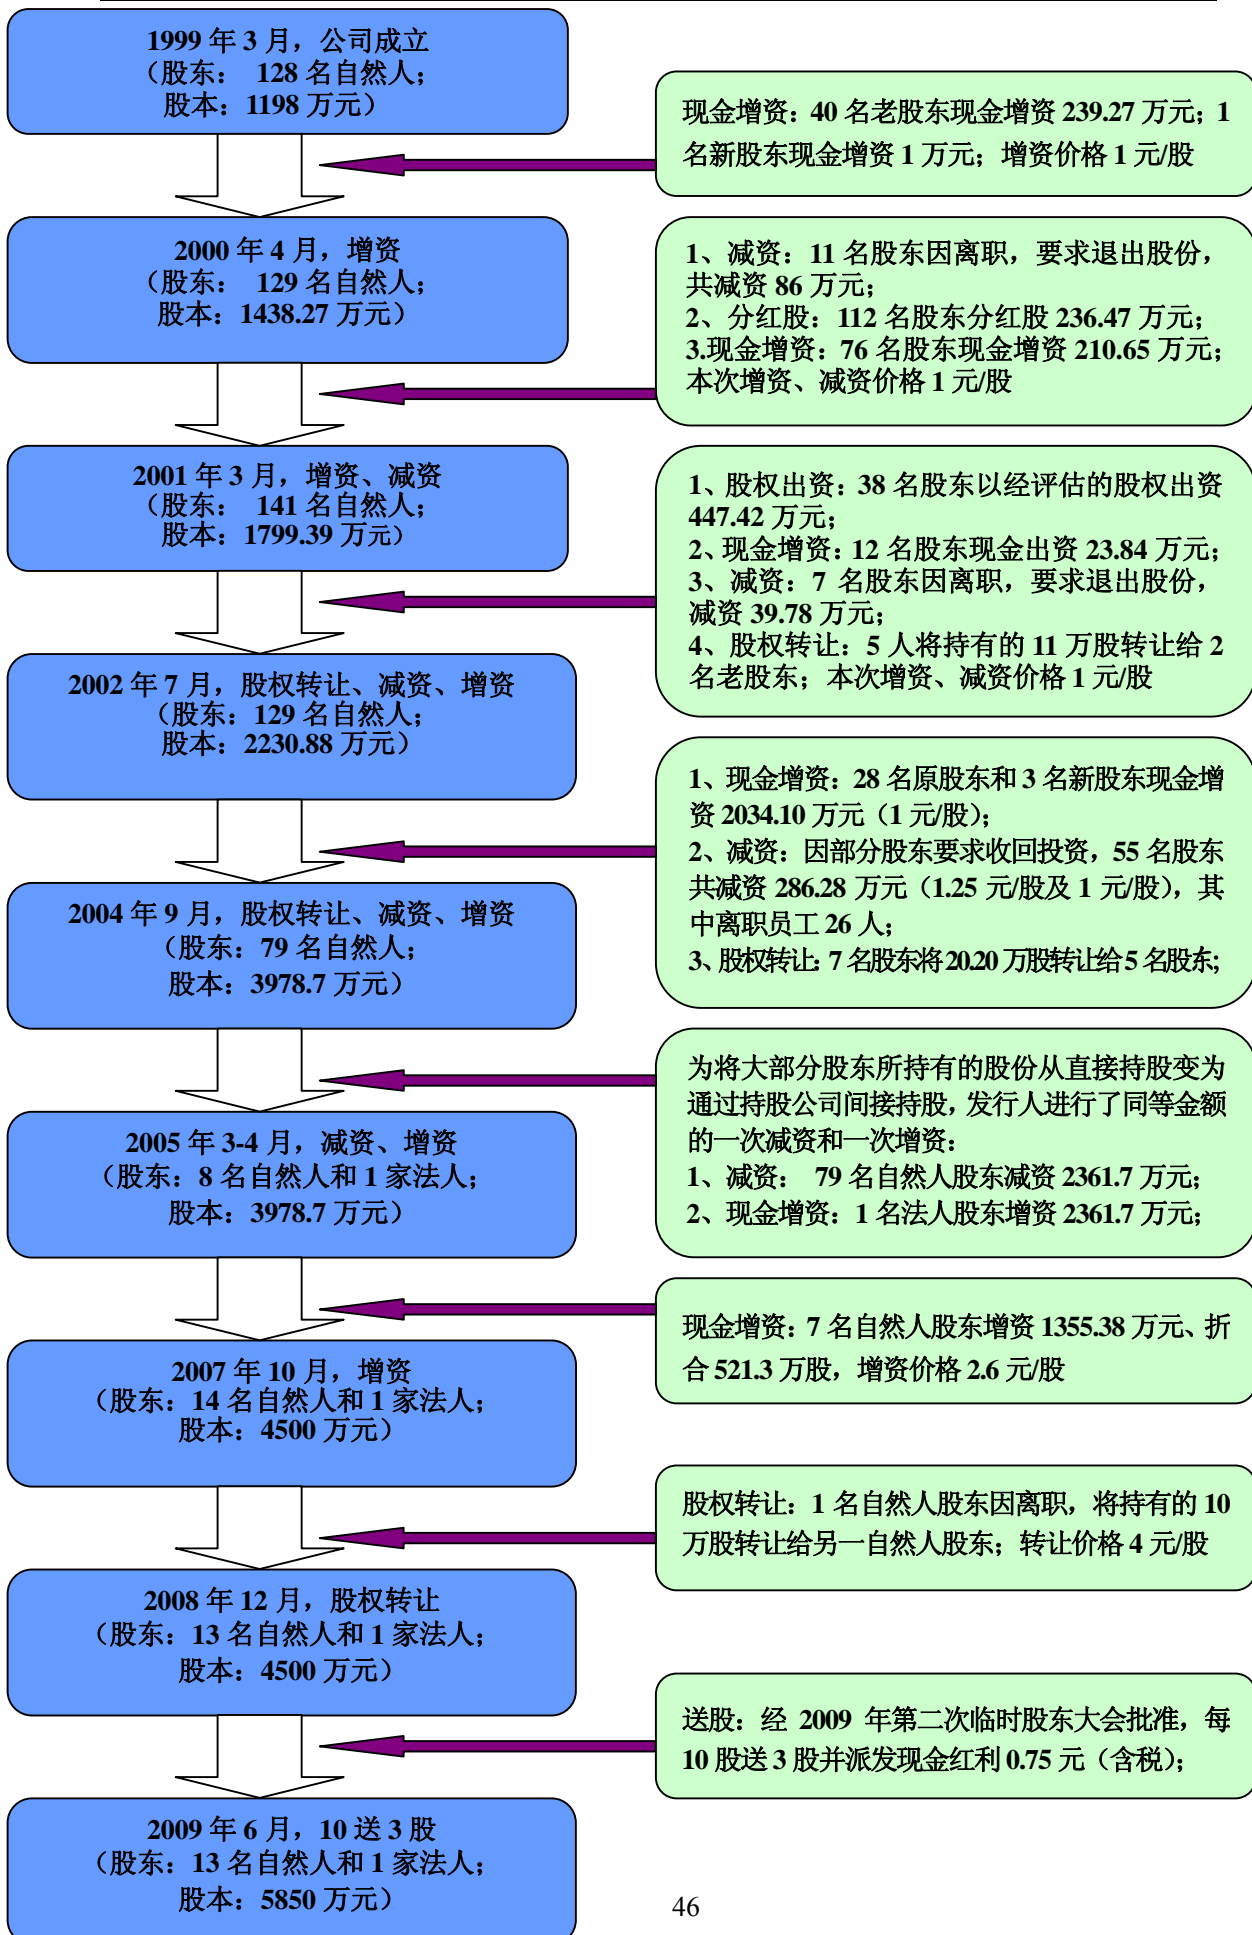 1999 年 3 月，公司成立
（股东： 128 名自然人；
股本：1198 万元）
现金增资：40 名老股东现金增资 239.27 万元；1
名新股东现金增资 1 万元；增资价格 1 元/股
2000 年 4 月，增资
（股东： 129 名自然人；
股本：1438.27 万元）
1、减资：11 名股东因离职，要求退出股份，
共减资 86 万元；
2、分红股：112 名股东分红股 236.47 万元；
3.现金增资：76 名股东现金增资 210.65 万元；
本次增资、减资价格 1 元/股
2001 年 3 月，增资、减资
（股东： 141 名自然人；
股本：1799.39 万元）
1、股权出资：38 名股东以经评估的股权出资
447.42 万元；
2、现金增资：12 名股东现金出资 23.84 万元；
3、减资：7 名股东因离职，要求退出股份，
减资 39.78 万元；
4、股权转让：5 人将持有的 11 万股转让给 2
名老股东；本次增资、减资价格 1 元/股
2002 年 7 月，股权转让、减资、增资
（股东：129 名自然人；
股本：2230.88 万元）
1、现金增资：28 名原股东和 3 名新股东现金增
资 2034.10 万元（1 元/股）；
2、减资：因部分股东要求收回投资，55 名股东
共减资 286.28 万元（1.25 元/股及 1 元/股），其
中离职员工 26 人；
3、股权转让：7 名股东将 20.20 万股转让给 5 名股东；
2004 年 9 月，股权转让、减资、增资
（股东：79 名自然人；
股本：3978.7 万元）
为将大部分股东所持有的股份从直接持股变为
通过持股公司间接持股，发行人进行了同等金额
的一次减资和一次增资：
1、减资： 79 名自然人股东减资 2361.7 万元；
2、现金增资：1 名法人股东增资 2361.7 万元；
2005 年 3-4 月，减资、增资
（股东：8 名自然人和 1 家法人；
股本：3978.7 万元）
现金增资：7 名自然人股东增资 1355.38 万元、折
合 521.3 万股，增资价格 2.6 元/股
2007 年 10 月，增资
（股东：14 名自然人和 1 家法人；
股本：4500 万元）
股权转让：1 名自然人股东因离职，将持有的 10
万股转让给另一自然人股东；转让价格 4 元/股
2008 年 12 月，股权转让
（股东：13 名自然人和 1 家法人；
股本：4500 万元）
送股：经 2009 年第二次临时股东大会批准，每
10 股送 3 股并派发现金红利 0.75 元（含税）；
2009 年 6 月，10 送 3 股
（股东：13 名自然人和 1 家法人；
股本：5850 万元）
46